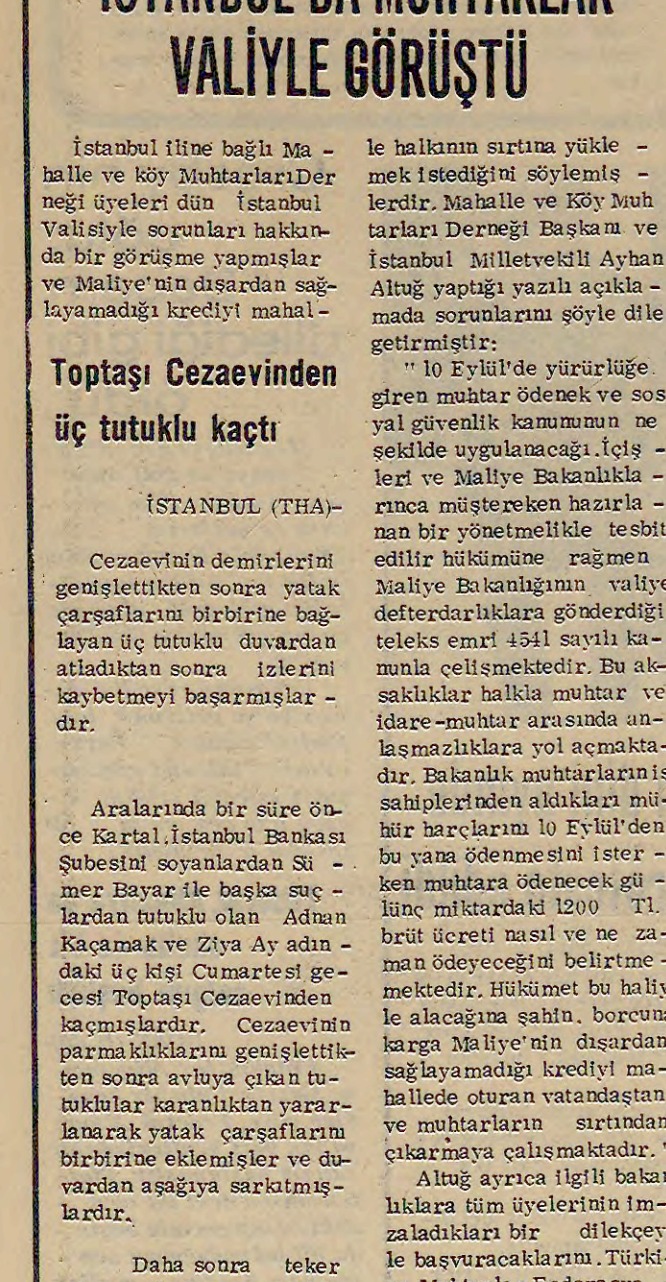 İSTANBUL'DA MUHTARLAR
VALİYLE GÖRÜŞTÜ
İstanbul iline bağlı Ma -
halle ve köy MuhtarlarıDer
neği üyeleri dün İstanbul
Valisiyle sorunları hakkın-
da bir görüşme yapmışlar
ve Maliye'nin dışardan sağ-
layamadığı krediyi mahal -
le halkının sırtına yükle -
mek istediğini söylemiş -
lerdir. Mahalle ve Köy Muh
tarları Derneği Başkanı ve
İstanbul Milletvekili Ayhan
Altuğ yaptığı yazılı açıkla -
mada sorunlarını şöyle dile
getirmiştir:
" 10 Eylül'de yürürlüğe
giren muhtar ödenek ve sos
yal güvenlik kanununun ne
şekilde uygulanacağı.İçiş -
leri ve Maliye Bakanlıkla -
rınca müştereken hazırla -
nan bir yönetmelikle tesbit
edilir hükümüne rağmen
Maliye Bakanlığının valiye
defterdarlıklara gönderdiği
teleks emri 4541 sayılı ka-
nunla çelişmektedir. Bu ak-
saklıklar halkla muhtar ve
idare-muhtar arasında an-
laşmazlıklara yol açmakta-
dır. Bakanlık muhtarların iş
sahiplerinden aldıkları mü-
hür harçlarını 10 Eylül'den
bu yana ödenmesini ister -
ken muhtara ödenecek gü -
lünç miktardaki 1200 Tl.
brüt ücreti nasıl ve ne za-
man ödeyeceğini belirtme -
mektedir. Hükümet bu haliy
le alacağına şahin. borcuna
karga Maliye'nin dışardan
sağlayamadığı krediyi ma-
hallede oturan vatandaştan
ve muhtarların sırtından
çıkarmaya çalışmaktadır. "
Altuğ ayrıca ilgili bakan
lıklara tüm üyelerinin im-
zaladıkları bir dilekçey
le başvuracaklarını.Türki-
Toptaşı Cezaevinden
üç tutuklu kaçtı
İSTANBUL (THA)-
Cezaevinin demirlerini
genişlettikten sonra yatak
çarşaflarını birbirine bağ-
layan üç tutuklu duvardan
atladıktan sonra izlerini
kaybetmeyi başarmışlar -
dır.
Aralarında bir süre ön-
ce Kartal.İstanbul Bankası
Şubesini soyanlardan Sü -
mer Bayar ile başka suç -
lardan tutuklu olan Adnan
Kaçamak ve Ziya Ay adın -
daki üç kişi Cumartesi ge-
cesi Toptaşı Cezaevinden
kaçmışlardır. Cezaevinin
parmaklıklarını genişlettik-
ten sonra avluya çıkan tu-
tuklular karanlıktan yarar-
lanarak yatak çarşaflarını
birbirine eklemişler ve du-
vardan aşağıya sarkıtmış-
lardır.
Daha sonra teker